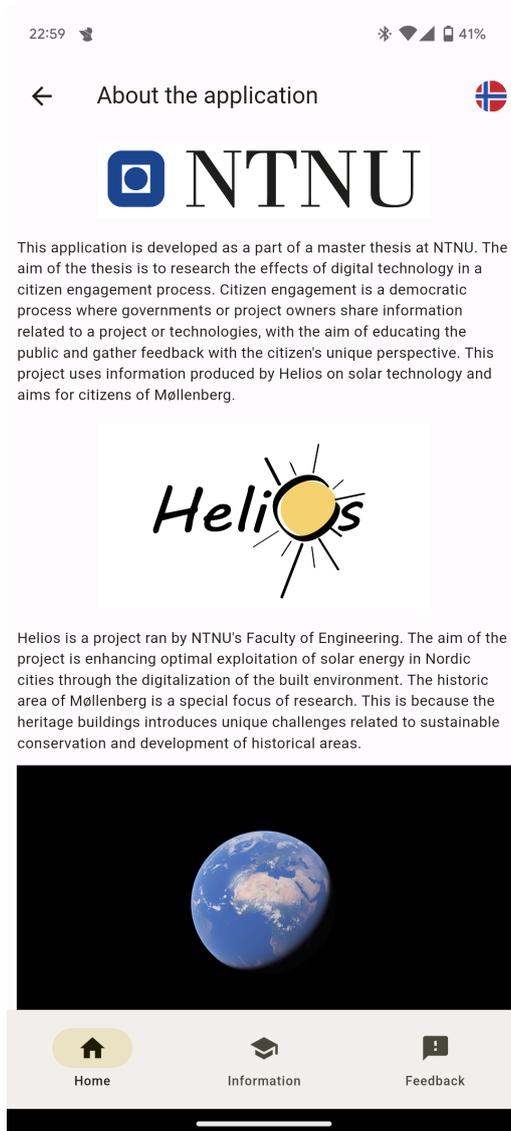 22:59
41%
About the application
NTNU
This application is developed as a part of a master thesis at NTNU. The
aim of the thesis is to research the effects of digital technology in a
citizen engagement process. Citizen engagement is a democratic
process where governments or project owners share information
related to a project or technologies, with the aim of educating the
public and gather feedback with the citizen's unique perspective. This
project uses information produced by Helios on solar technology and
aims for citizens of Møllenberg.
Helios
Helios is a project ran by NTNU's Faculty of Engineering. The aim of the
project is enhancing optimal exploitation of solar energy in Nordic
cities through the digitalization of the built environment. The historic
area of Møllenberg is a special focus of research. This is because the
heritage buildings introduces unique challenges related to sustainable
conservation and development of historical areas.
Home
Information
Feedback